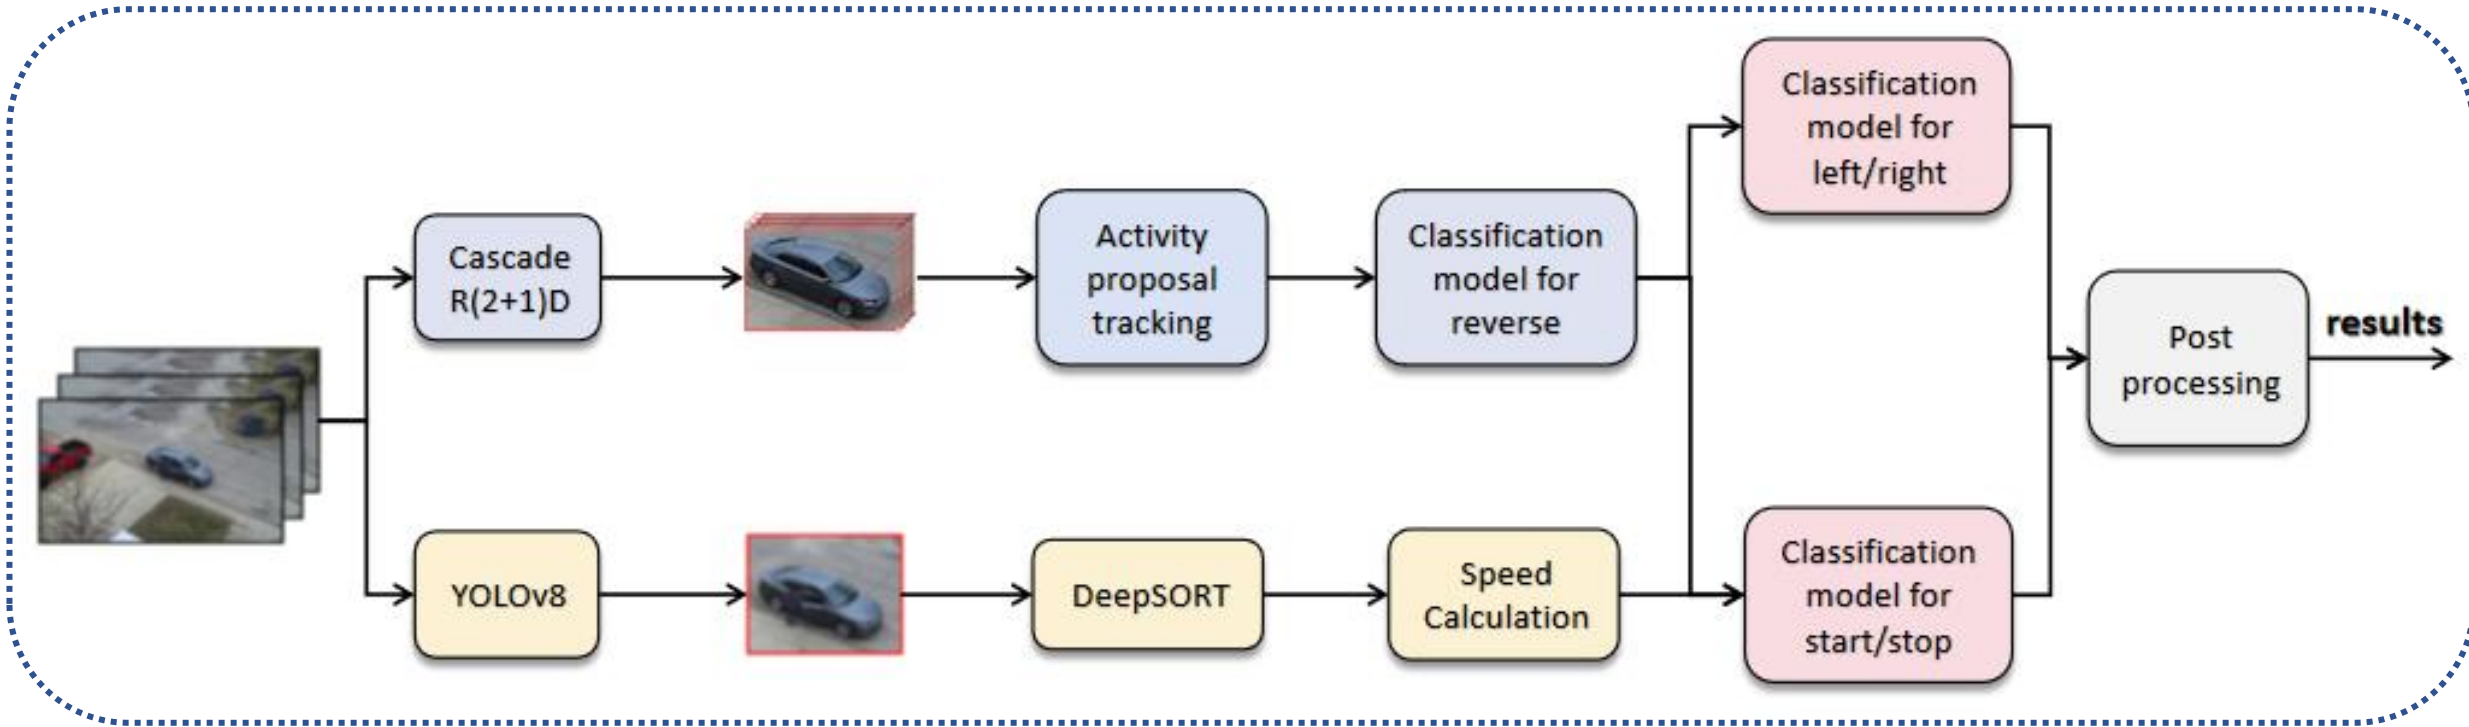 Cascade
R(2+1)D
Activity
proposal
tracking
Classification
model for
reverse
Classification
model for
left/right
YOLOv8
DeepSORT
Speed
Calculation
Classification
model for
start/stop
Post
processing
results